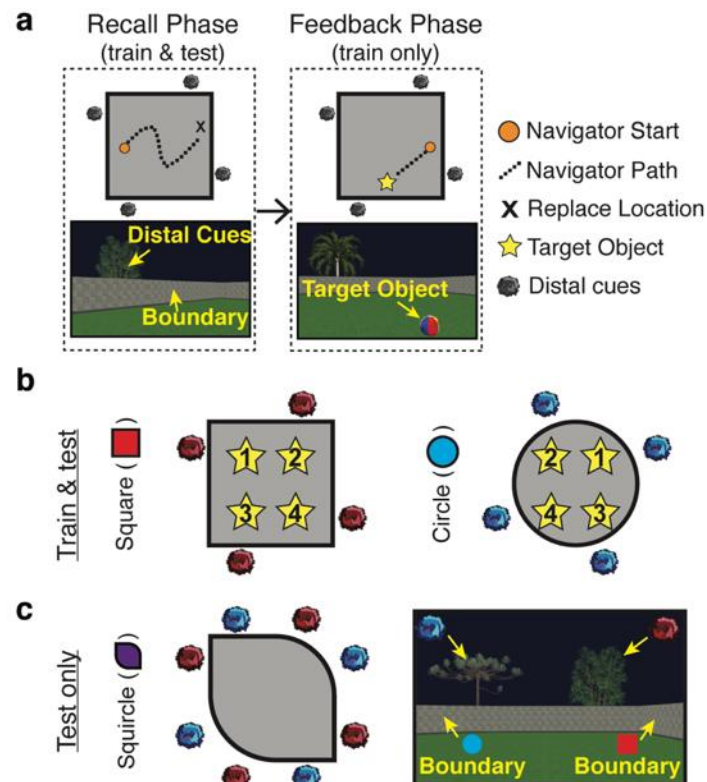 a
Recall Phase
(train & test)
Feedback Phase
(train only)
X
Distal Cues
Boundary
Target Object
Navigator Start
Navigator Path
X Replace Location
Target Object
Distal cues
b
Train & test
Square ( )
1 2
3 4
Circle ( )
2 1
4 3
c
Test only
Squircle ( )
Boundary Boundary